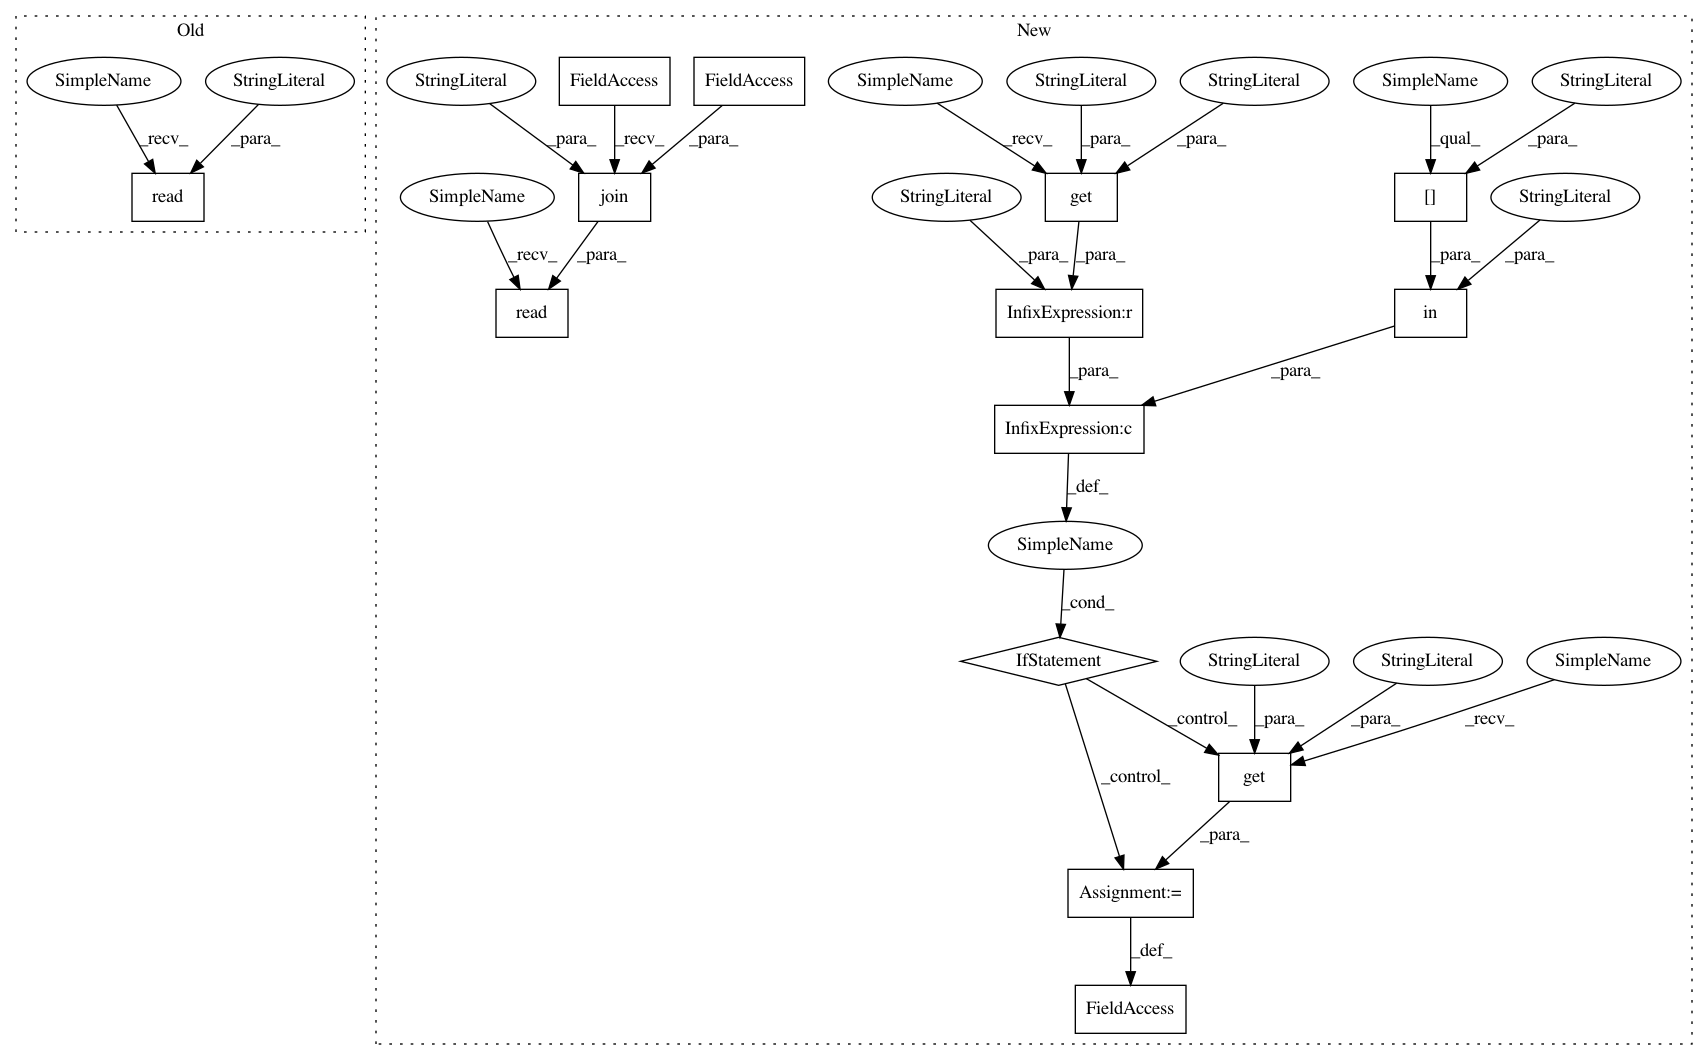 Old
New
SimpleName
StringLiteral
StringLiteral
FieldAccess
FieldAccess
SimpleName
StringLiteral
StringLiteral
SimpleName
StringLiteral
_recv_
_para_
_para_
_recv_
_para_
_recv_
_para_
_para_
_qual_
_para_
read
SimpleName
join
StringLiteral
get
[]
StringLiteral
_recv_
_para_
_para_
_para_
_para_
_para_
read
InfixExpression:r
in
_para_
_para_
InfixExpression:c
_def_
SimpleName
_cond_
IfStatement
StringLiteral
StringLiteral
SimpleName
_control_
_para_
_para_
_recv_
_control_
get
_para_
Assignment:=
_def_
FieldAccess